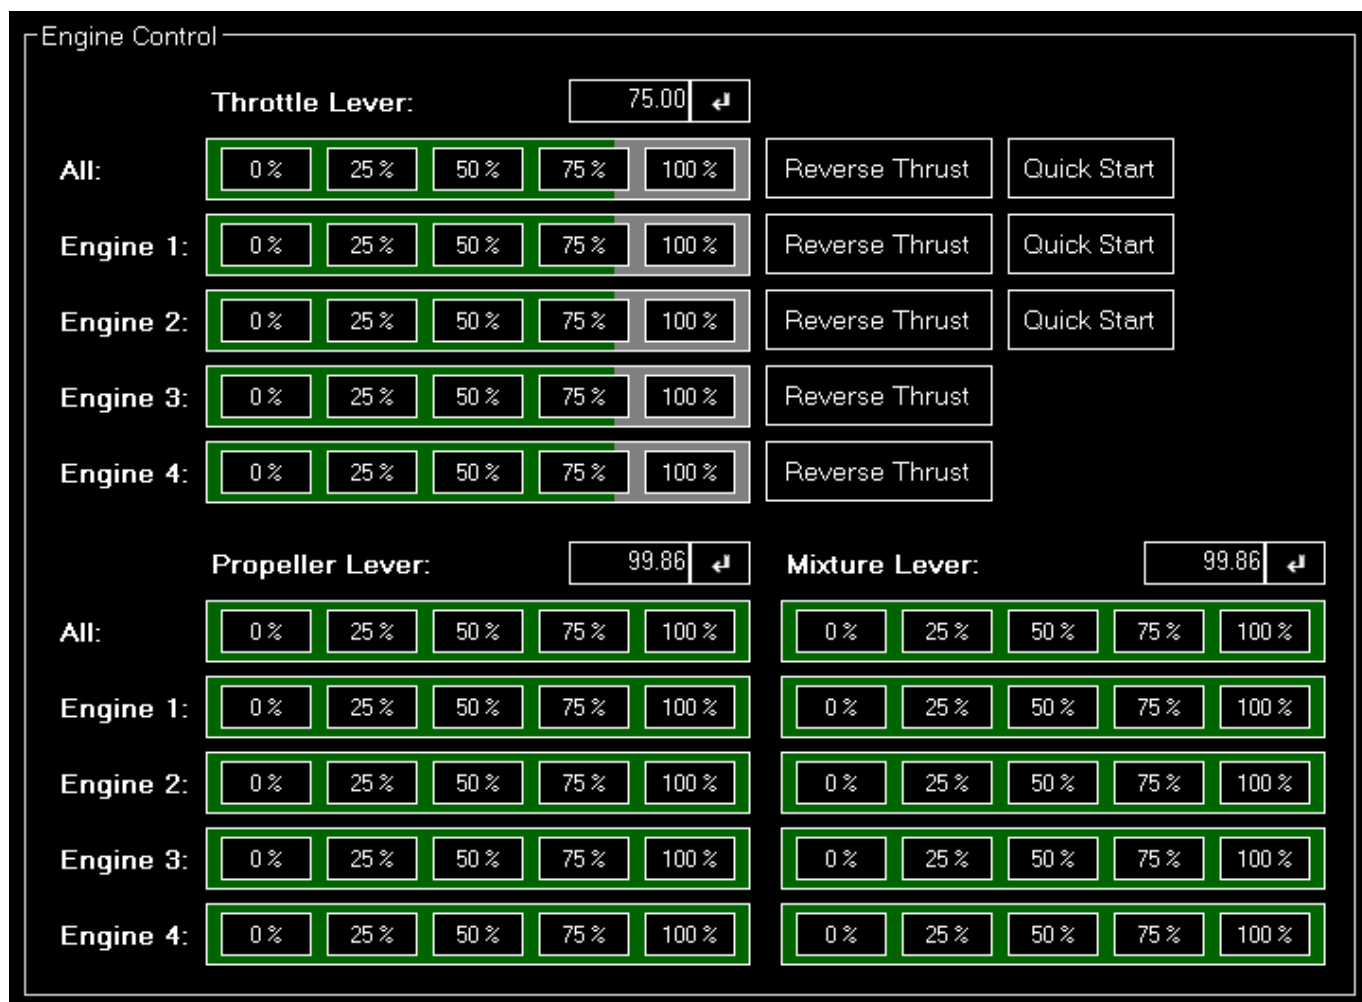 Engine Control
Throttle Lever: 75.00 ↵
All: 0 % 25 % 50 % 75 % 100 % Reverse Thrust Quick Start
Engine 1: 0 % 25 % 50 % 75 % 100 % Reverse Thrust Quick Start
Engine 2: 0 % 25 % 50 % 75 % 100 % Reverse Thrust Quick Start
Engine 3: 0 % 25 % 50 % 75 % 100 % Reverse Thrust
Engine 4: 0 % 25 % 50 % 75 % 100 % Reverse Thrust
Propeller Lever: 99.86 ↵ Mixture Lever: 99.86 ↵
All: 0 % 25 % 50 % 75 % 100 % 0 % 25 % 50 % 75 % 100 %
Engine 1: 0 % 25 % 50 % 75 % 100 % 0 % 25 % 50 % 75 % 100 %
Engine 2: 0 % 25 % 50 % 75 % 100 % 0 % 25 % 50 % 75 % 100 %
Engine 3: 0 % 25 % 50 % 75 % 100 % 0 % 25 % 50 % 75 % 100 %
Engine 4: 0 % 25 % 50 % 75 % 100 % 0 % 25 % 50 % 75 % 100 %